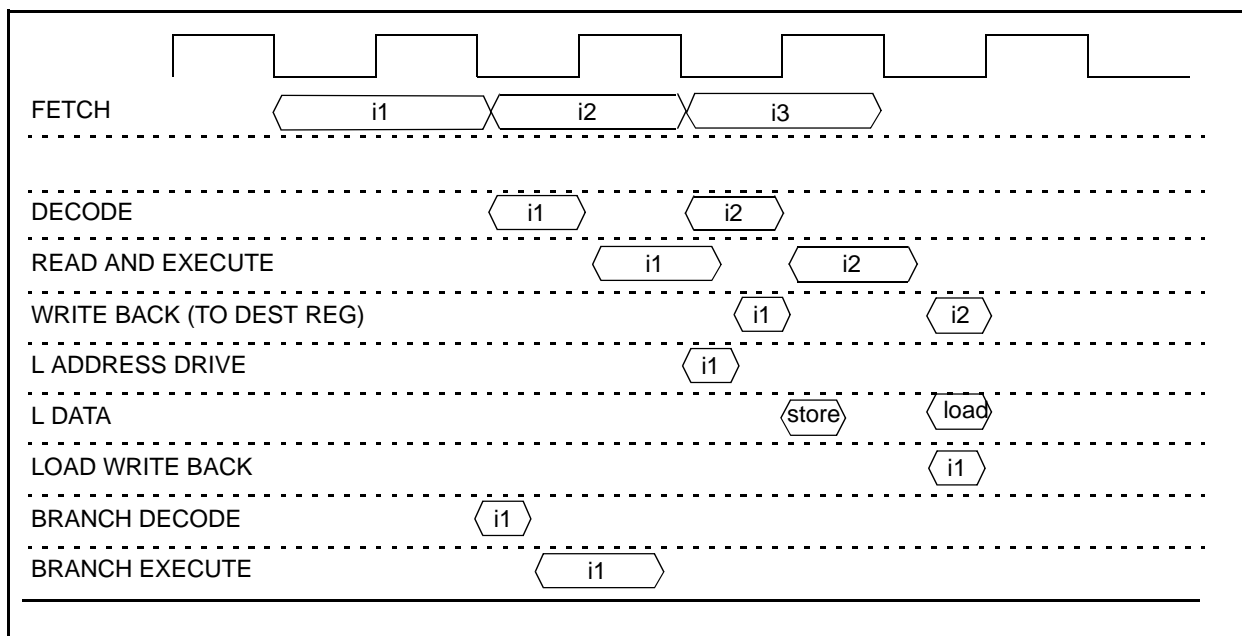 FETCH i1 i2 i3
DECODE i1 i2
READ AND EXECUTE i1 i2
WRITE BACK (TO DEST REG) i1 i2
L ADDRESS DRIVE i1
L DATA store load
LOAD WRITE BACK i1
BRANCH DECODE i1
BRANCH EXECUTE i1